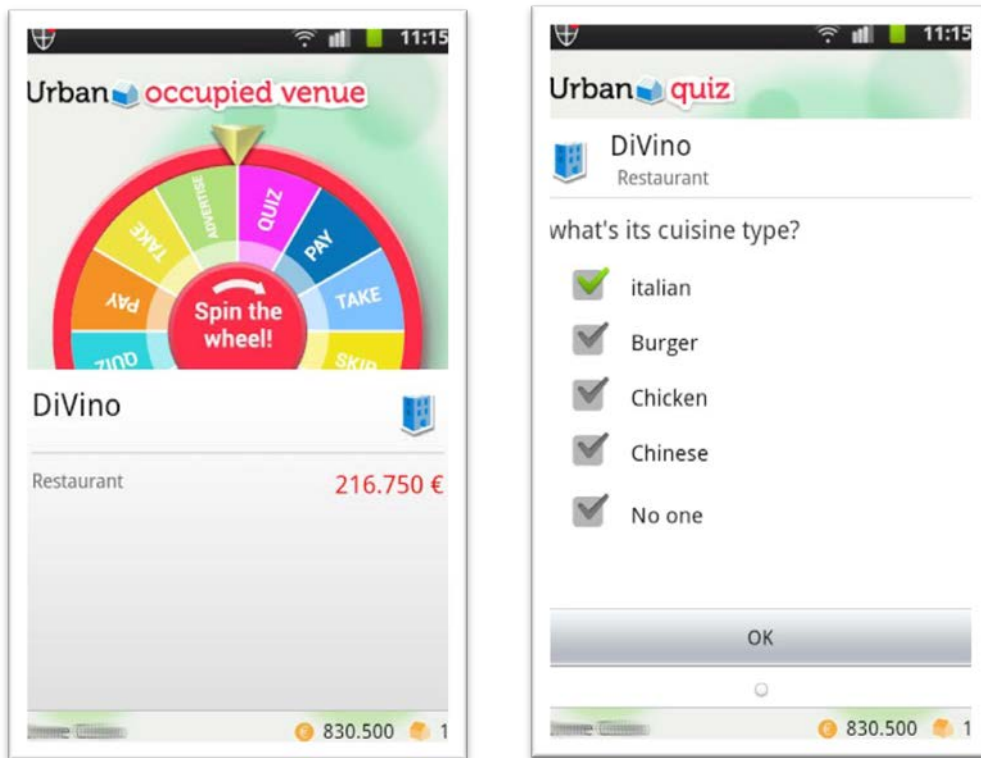 11:15
Urban occupied venue
ADVERTISE
QUIZ
TAKE
PAY
PAY
TAKE
QUIZ
SKIP
Spin the
wheel!
DiVino
Restaurant
216.750 €
830.500 1
11:15
Urban quiz
DiVino
Restaurant
what's its cuisine type?
italian
Burger
Chicken
Chinese
No one
OK
830.500 1